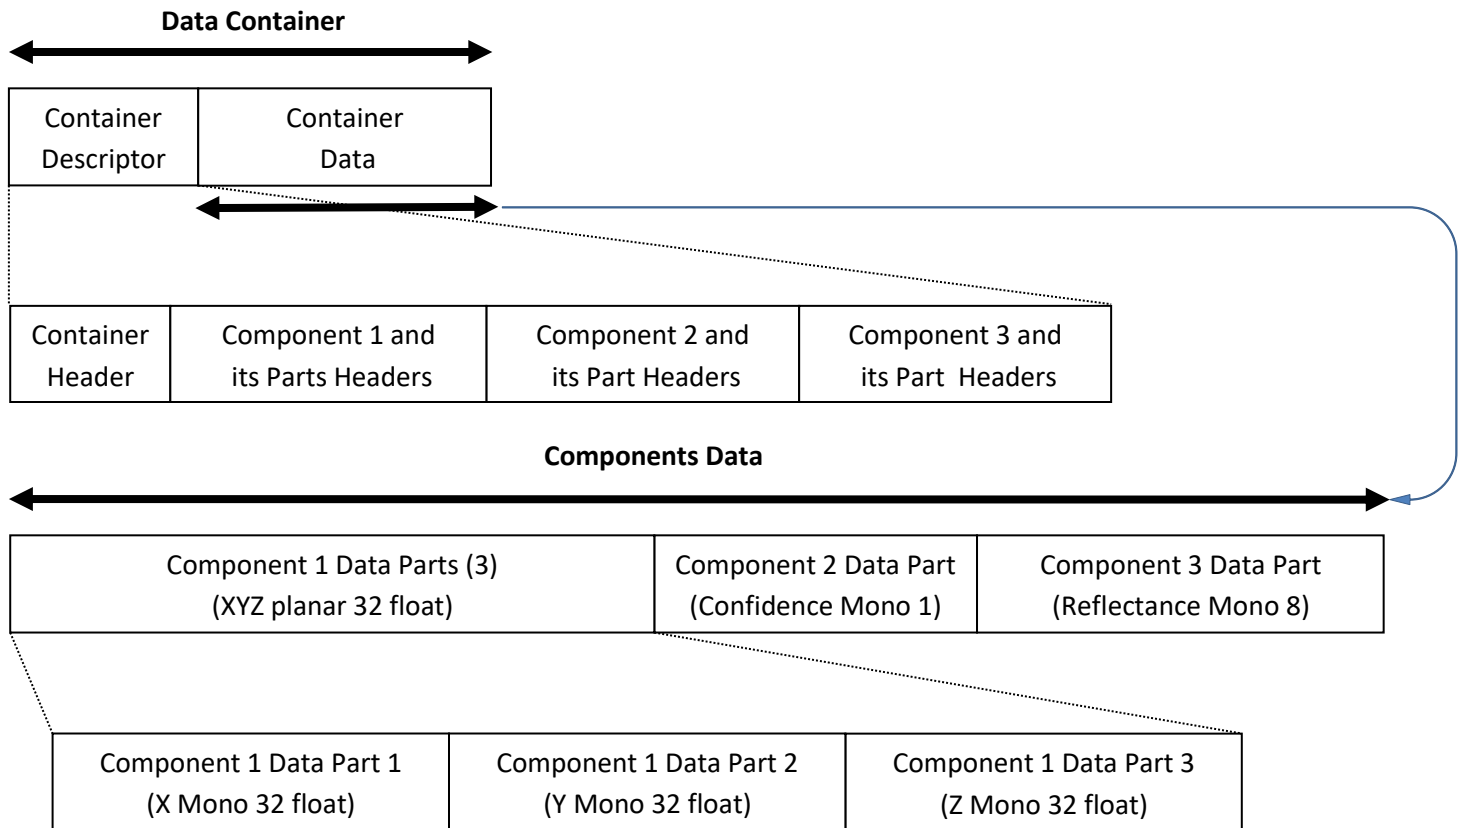 Data Container
Container
Descriptor
Container
Data
Container
Header
Component 1 and
its Parts Headers
Component 2 and
its Part Headers
Component 3 and
its Part  Headers
Components Data
Component 1 Data Parts (3)
(XYZ planar 32 float)
Component 2 Data Part
(Confidence Mono 1)
Component 3 Data Part
(Reflectance Mono 8)
Component 1 Data Part 1
(X Mono 32 float)
Component 1 Data Part 2
(Y Mono 32 float)
Component 1 Data Part 3
(Z Mono 32 float)